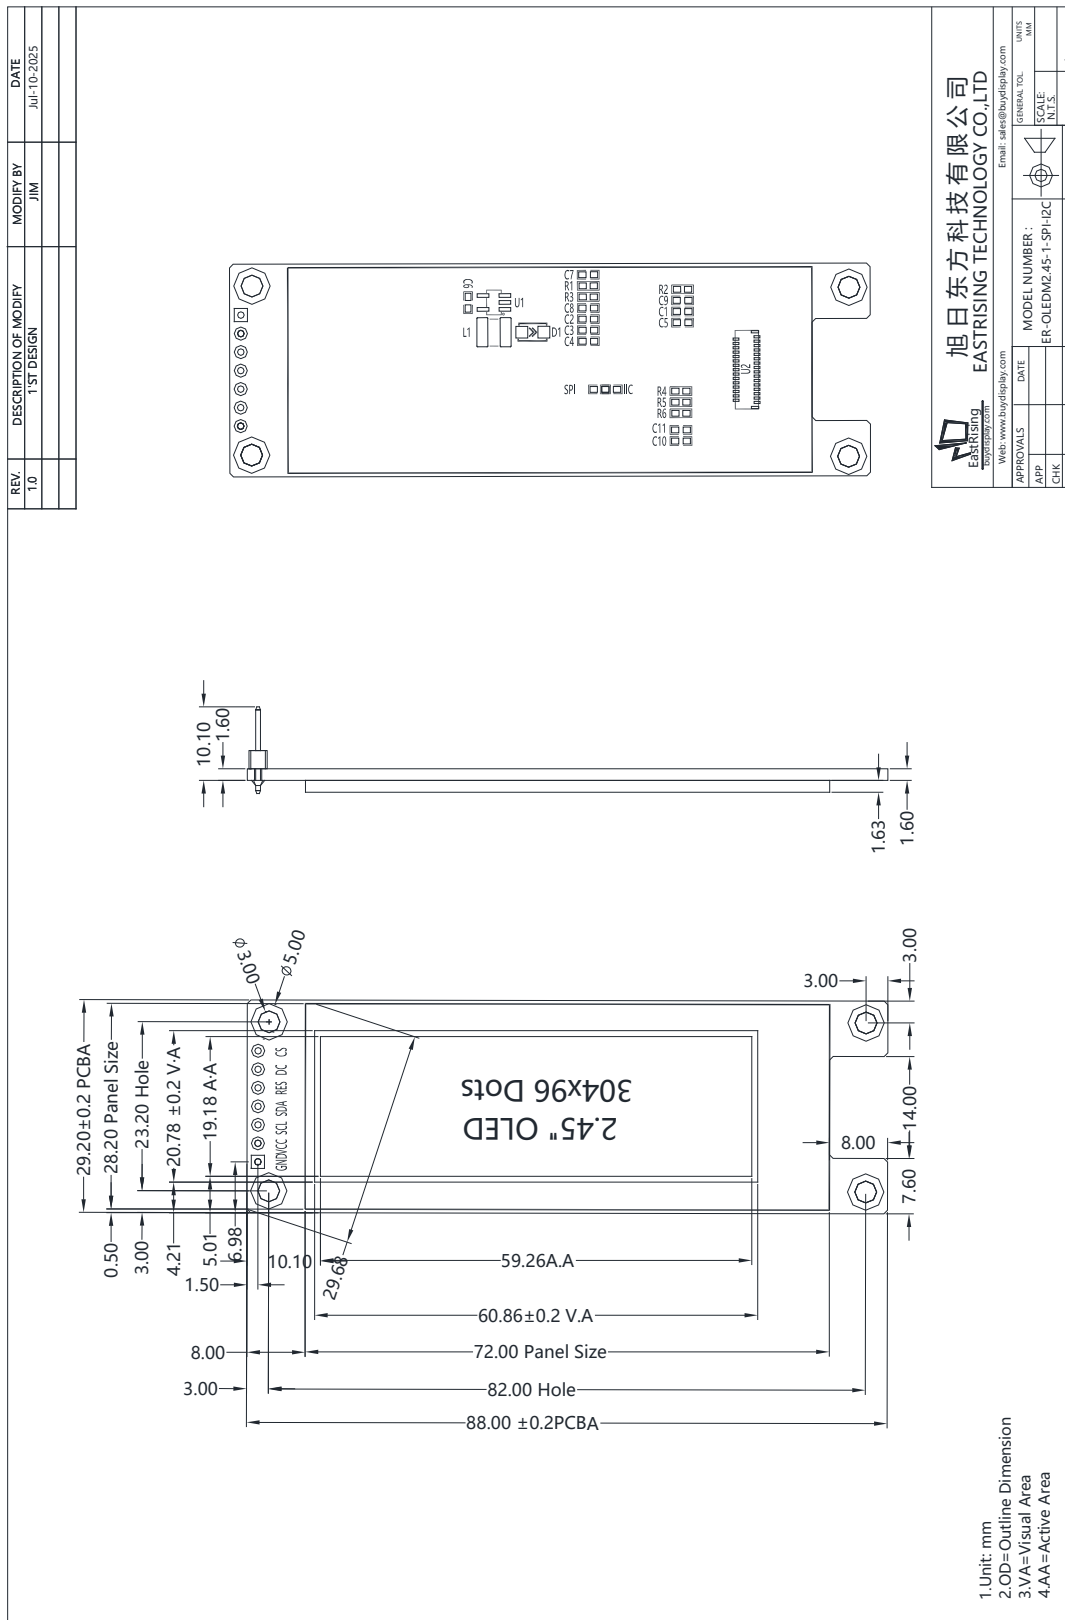 REV.
DESCRIPTION OF MODIFY
MODIFY BY
DATE
1.0
1'ST DESIGN
JIM
Jul-10-2025
C6
L1
U1
D1
C7
R1
R3
C8
C2
C3
C4
SPI
IIC
R2
C9
C1
C5
R4
R5
R6
C11
C10
U2
10.10
1.60
1.63
1.60
29.20±0.2 PCBA
28.20 Panel Size
23.20 Hole
20.78 ±0.2 V·A
19.18 A·A
0.50
3.00
4.21
5.01
6.98
ϕ3.00
Ø5.00
GND VCC SCL SDA RES DC CS
2.45" OLED
304x96 Dots
29.68
3.00
3.00
14.00
8.00
7.60
10.10
59.26A.A
1.50
60.86±0.2 V.A
8.00
72.00 Panel Size
3.00
82.00 Hole
88.00 ±0.2PCBA
1.Unit: mm
2.OD=Outline Dimension
3.VA=Visual Area
4.AA=Active Area
EastRising
buydisplay.com
旭日东方科技有限公司
EASTRISING TECHNOLOGY CO.,LTD
Web: www.buydisplay.com
Email: sales@buydisplay.com
APPROVALS
DATE
APP
CHK
MODEL NUMBER :
ER-OLEDM2.45-1-SPI-I2C
GENERAL TOL.
UNITS
MM
SCALE:
N.T.S.